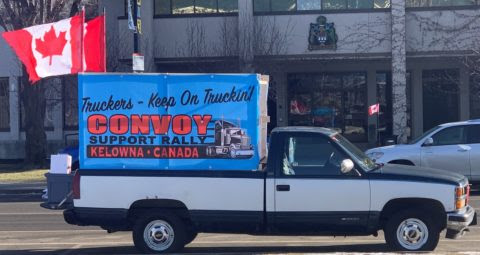 Truckers - Keep On Truckin'!
CONVOY
SUPPORT RALLY
KELOWNA • CANADA